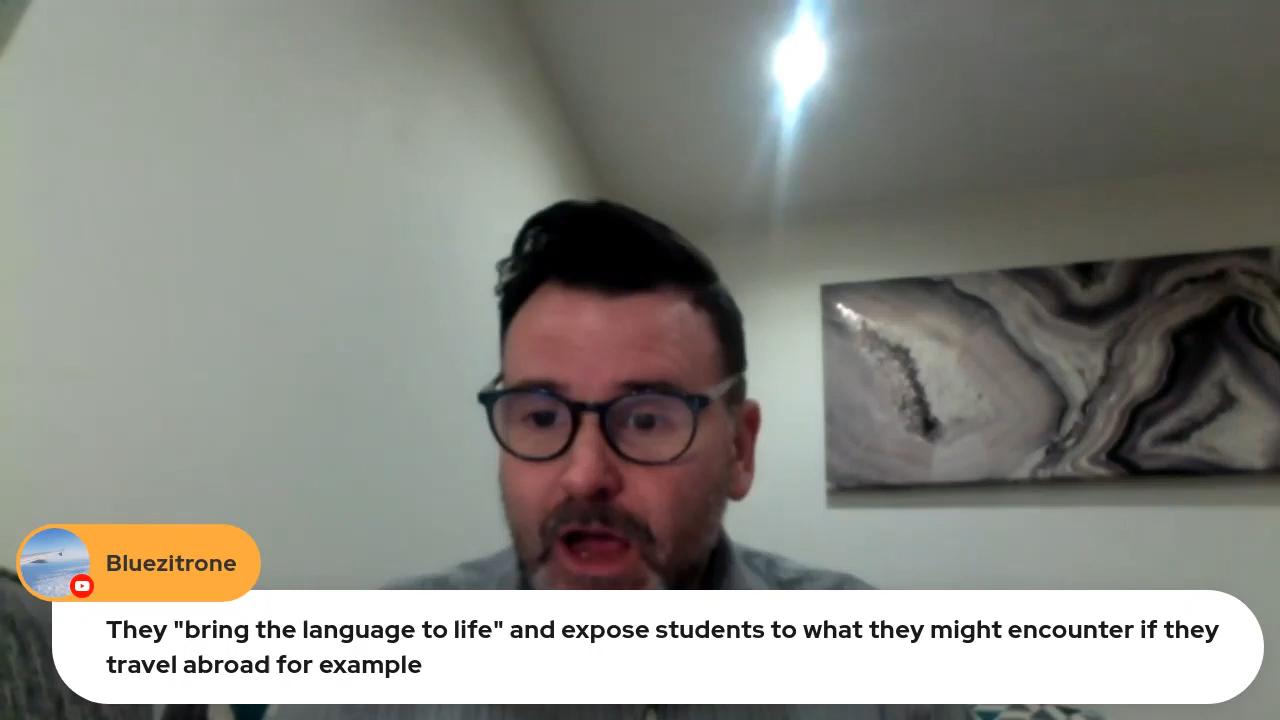 Bluezitrone
They "bring the language to life" and expose students to what they might encounter if they
travel abroad for example